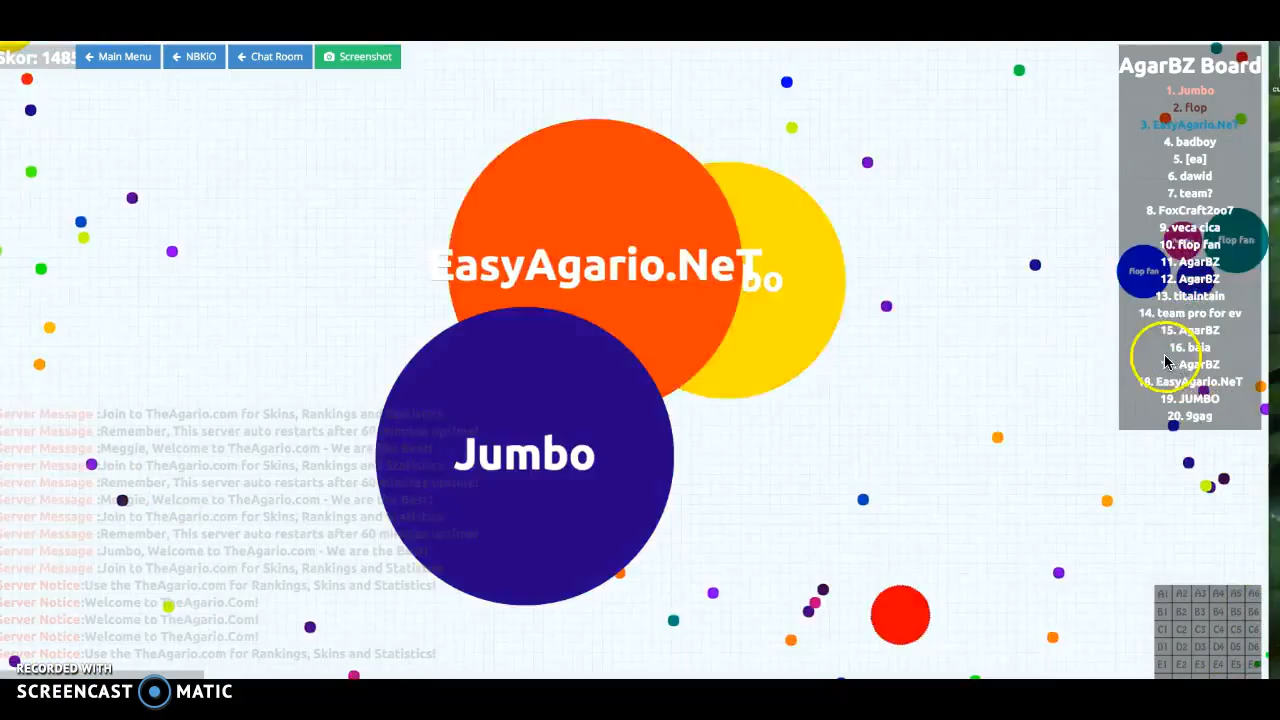 Skor: 1485
Main Menu
NBKiO
Chat Room
Screenshot
AgarBZ Board
1. Jumbo
2. flop
3. EasyAgario.NeT
4. badboy
5. [ea]
6. dawid
7. team?
8. FoxCraft2oo7
9. veca cica
10. flop fan
11. AgarBZ
12. AgarBZ
13. titaintain
14. team pro for ev
15. AgarBZ
16. bala
AgarBZ
18. EasyAgario.NeT
19. JUMBO
20. 9gag
flop fan
flop fan
EasyAgario.NeT
bo
Jumbo
Server Message :Join to TheAgario.com for Skins, Rankings and Statistics
Server Message :Remember, This server auto restarts after 60 minutes uptime!
Server Message :Meggie, Welcome to TheAgario.com - We are the Best!
Server Message :Join to TheAgario.com for Skins, Rankings and Statistics
Server Message :Remember, This server auto restarts after 60 minutes uptime!
Server Message :Meggie, Welcome to TheAgario.com - We are the Best!
Server Message :Join to TheAgario.com for Skins, Rankings and Statistics
Server Message :Remember, This server auto restarts after 60 minutes uptime!
Server Message :Jumbo, Welcome to TheAgario.com - We are the Best!
Server Message :Join to TheAgario.com for Skins, Rankings and Statistics
Server Notice:Use the TheAgario.com for Rankings, Skins and Statistics!
Server Notice:Welcome to TheAgario.Com!
Server Notice:Welcome to TheAgario.Com!
Server Notice:Welcome to TheAgario.Com!
Server Notice:Use the TheAgario.com for Rankings, Skins and Statistics!
A1 A2 A3 A4 A5 A6
B1 B2 B3 B4 B5 B6
C1 C2 C3 C4 C5 C6
D1 D2 D3 D4 D5 D6
E1 E2 E3 E4 E5
RECORDED WITH
SCREENCAST MATIC